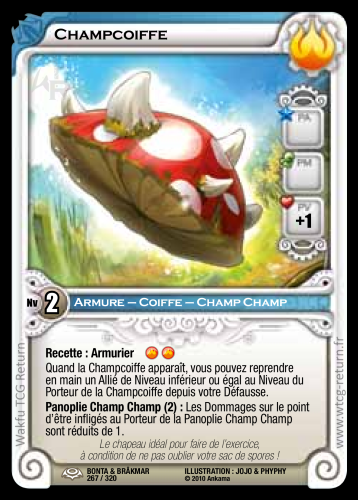 Champcoiffe
PA
PM
PV
+1
Nv 2 Armure – Coiffe – Champ Champ
Recette : Armurier
Quand la Champcoiffe apparaît, vous pouvez reprendre
en main un Allié de Niveau inférieur ou égal au Niveau du
Porteur de la Champcoiffe depuis votre Défausse.
Panoplie Champ Champ (2) : Les Dommages sur le point
d'être infligés au Porteur de la Panoplie Champ Champ
sont réduits de 1.
Le chapeau idéal pour faire de l'exercice,
à condition de ne pas oublier votre sac de spores !
BONTA & BRÂKMAR
267 / 320
ILLUSTRATION : JOJO & PHYPHY
© 2010 Ankama
Wakfu TCG Return
www.wtcg-return.fr